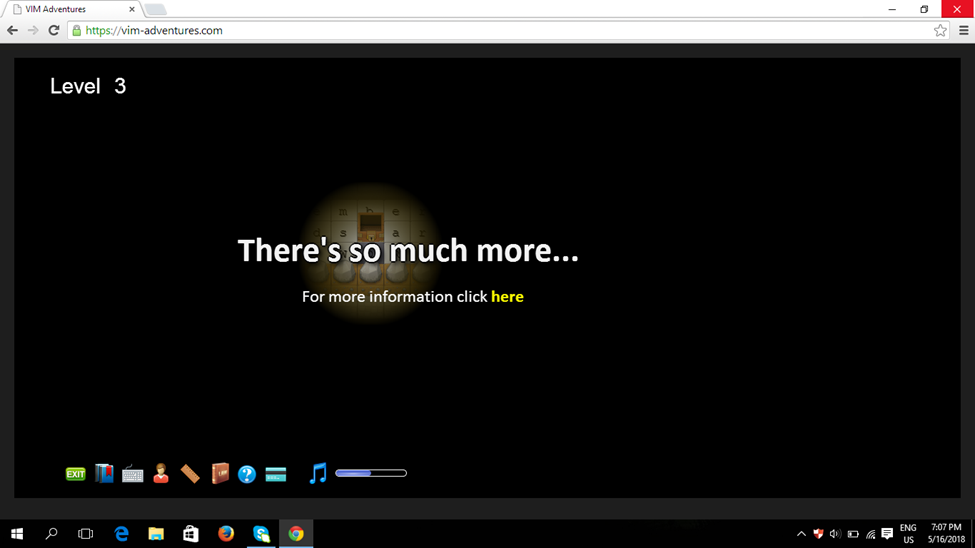 VIM Adventures
https://vim-adventures.com
Level 3
m b e
s a r
There's so much more...
For more information click here
EXIT
ENG
US
7:07 PM
5/16/2018